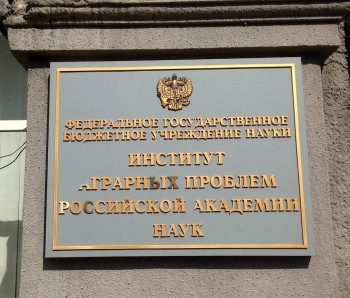 ФЕДЕРАЛЬНОЕ ГОСУДАРСТВЕННОЕ
БЮДЖЕТНОЕ УЧРЕЖДЕНИЕ НАУКИ
ИНСТИТУТ
АГРАРНЫХ ПРОБЛЕМ
РОССИЙСКОЙ АКАДЕМИИ
НАУК